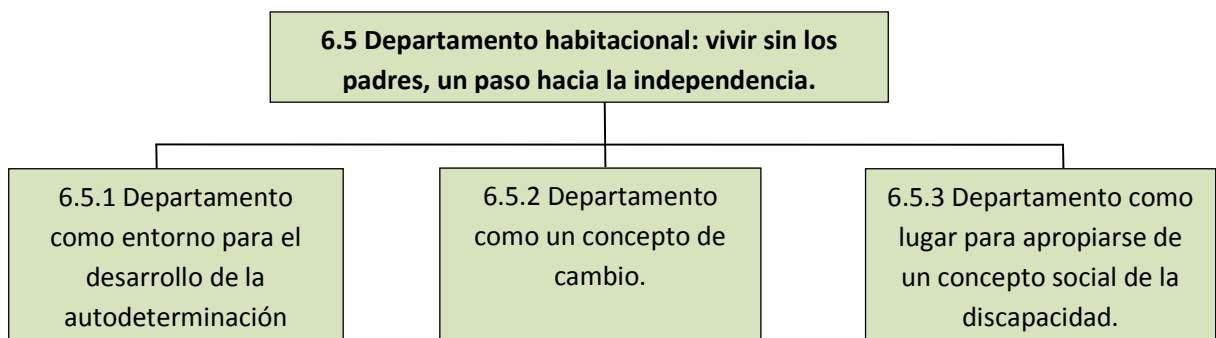 6.5 Departamento habitacional: vivir sin los
padres, un paso hacia la independencia.
6.5.1 Departamento
como entorno para el
desarrollo de la
autodeterminación
6.5.2 Departamento
como un concepto de
cambio.
6.5.3 Departamento como
lugar para apropiarse de
un concepto social de la
discapacidad.